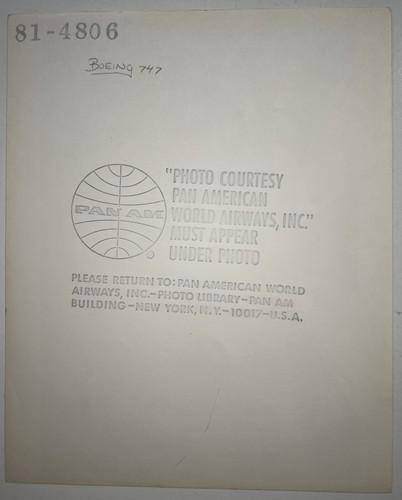 81-4806
BOEING 747
PAN AM
"PHOTO COURTESY
PAN AMERICAN
WORLD AIRWAYS, INC."
MUST APPEAR
UNDER PHOTO
®
PLEASE RETURN TO: PAN AMERICAN WORLD
AIRWAYS, INC.-PHOTO LIBRARY-PAN AM
BUILDING-NEW YORK, N.Y.-10017-U.S.A.